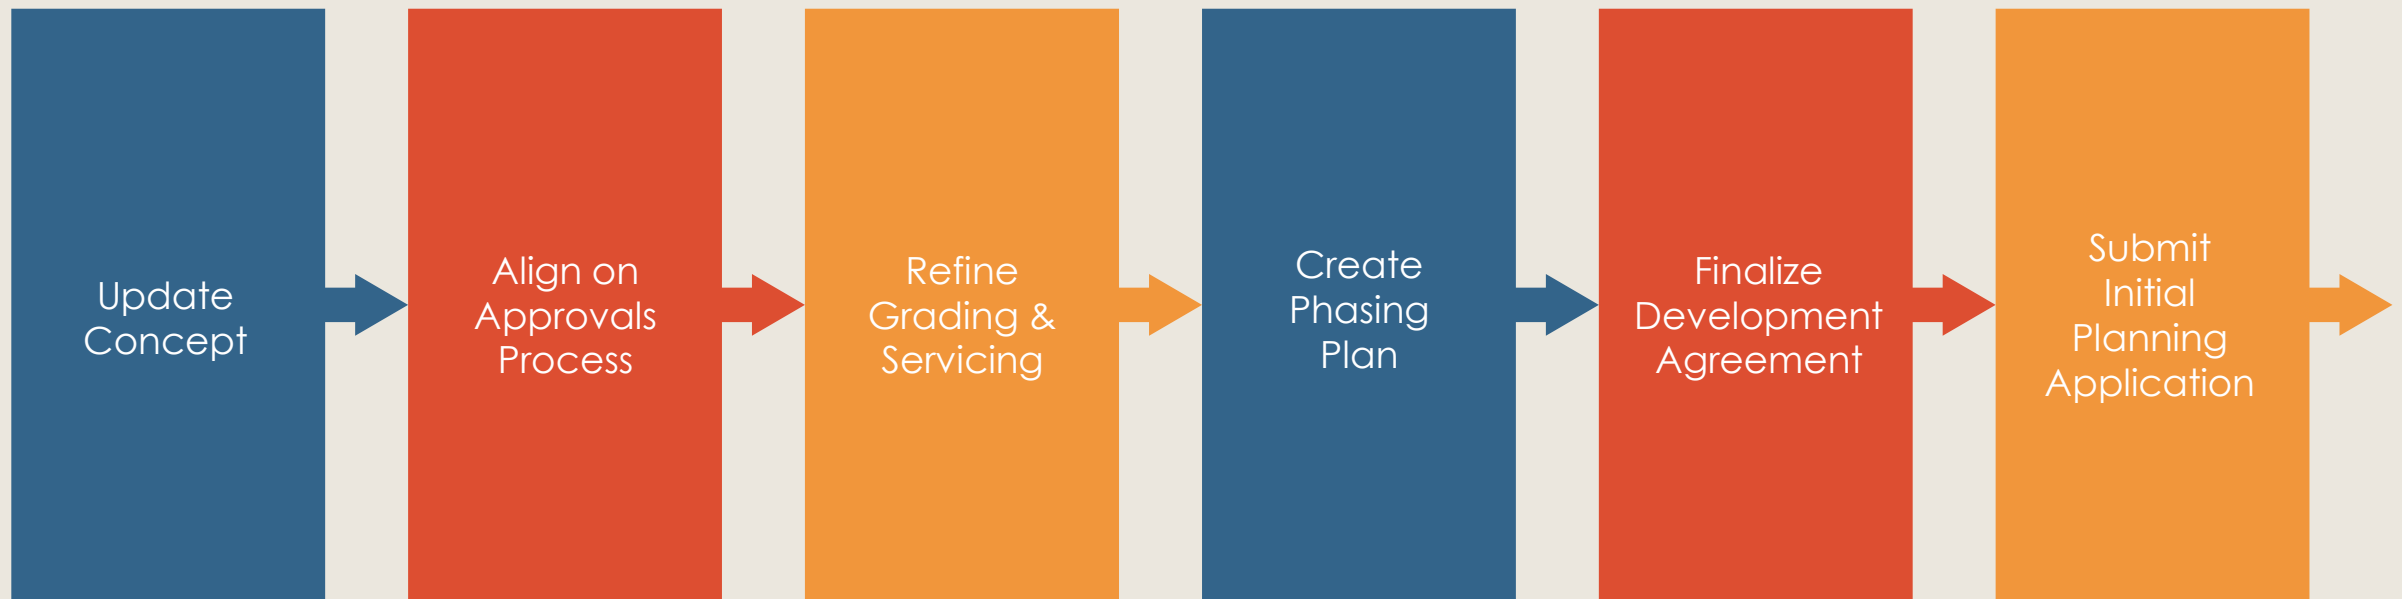 Update
Concept
Align on
Approvals
Process
Refine
Grading &
Servicing
Create
Phasing
Plan
Finalize
Development
Agreement
Submit
Initial
Planning
Application